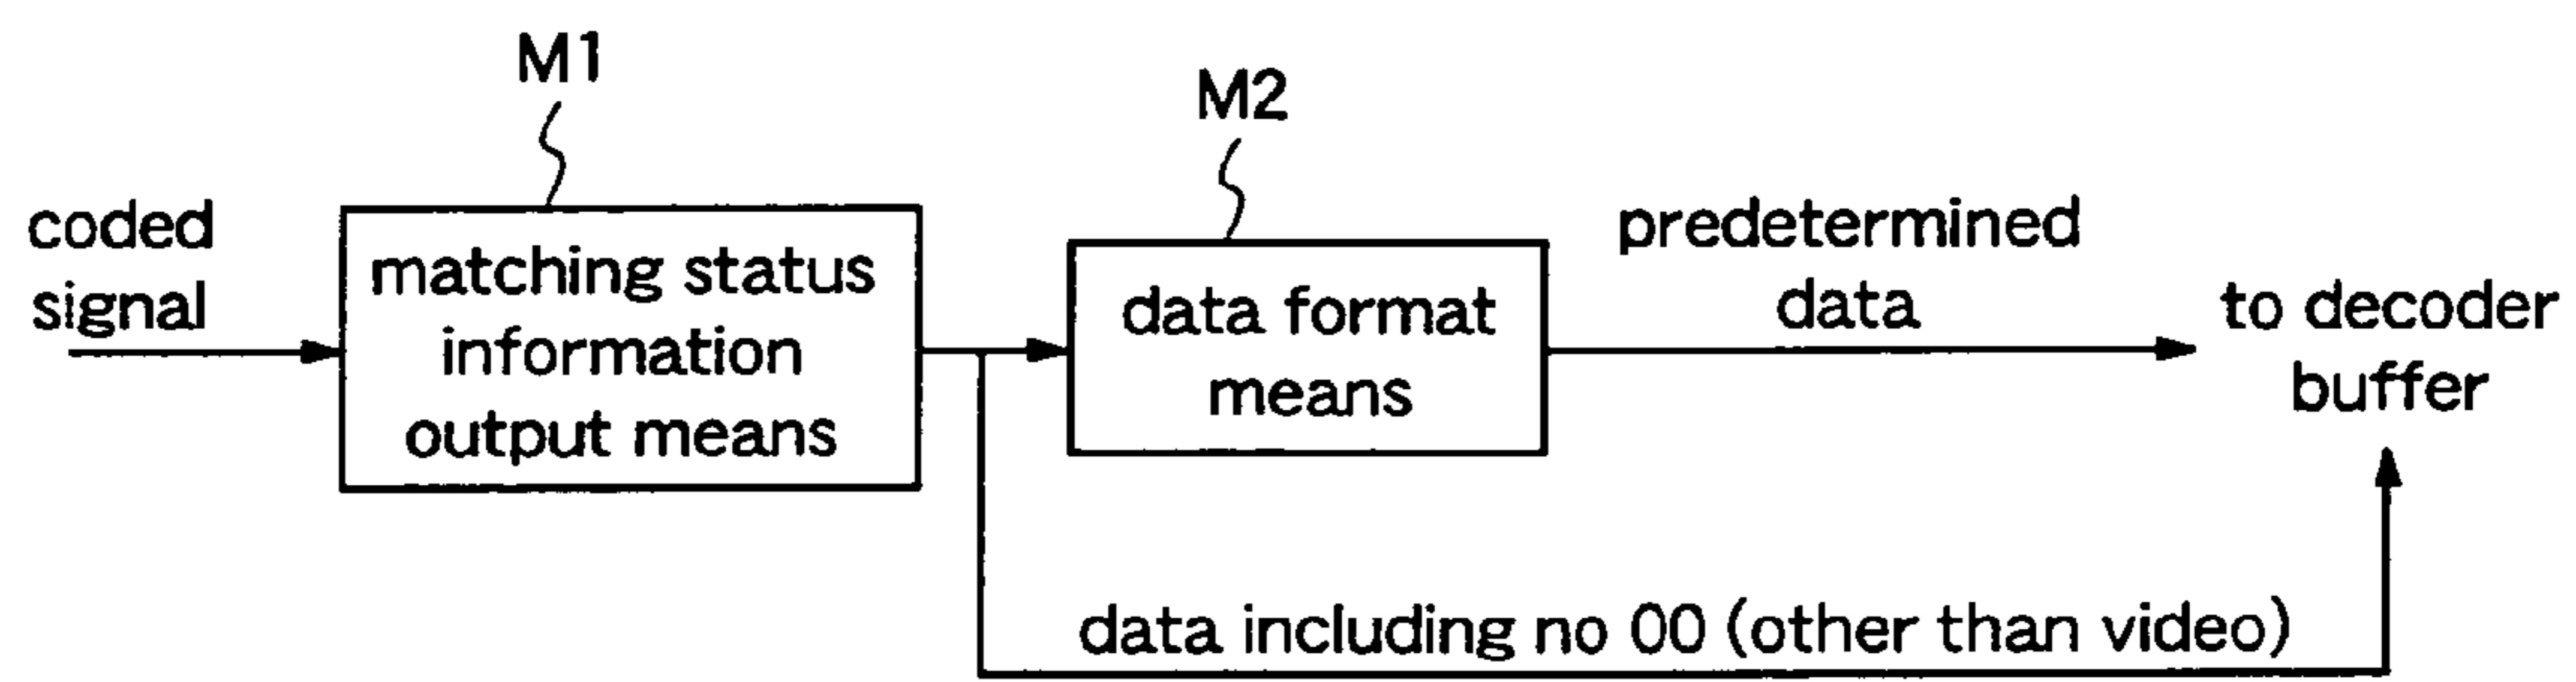 M1
M2
coded
signal
matching status
information
output means
data format
means
predetermined
data
to decoder
buffer
data including no 00 (other than video)